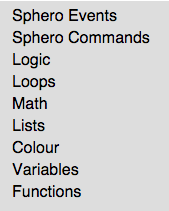 Sphero Events
Sphero Commands
Logic
Loops
Math
Lists
Colour
Variables
Functions